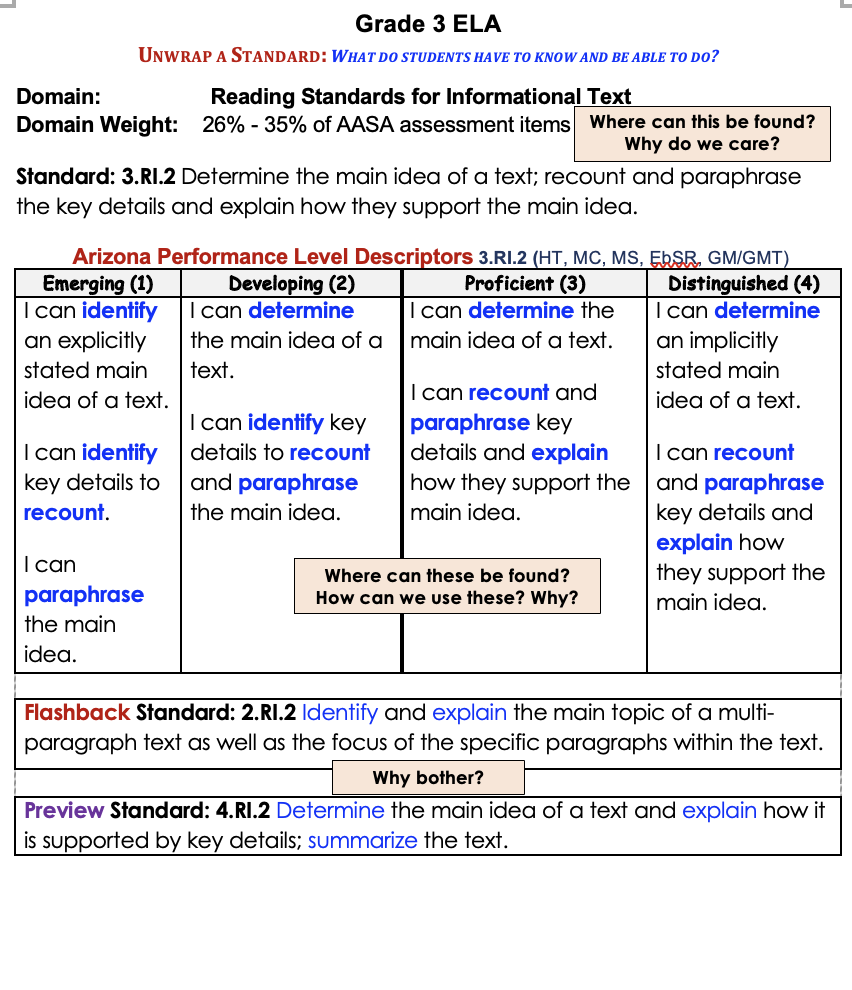 Grade 3 ELA
UNWRAP A STANDARD: WHAT DO STUDENTS HAVE TO KNOW AND BE ABLE TO DO?
Domain: Reading Standards for Informational Text
Domain Weight: 26% - 35% of AASA assessment items
Where can this be found?
Why do we care?
Standard: 3.RI.2 Determine the main idea of a text; recount and paraphrase
the key details and explain how they support the main idea.
Arizona Performance Level Descriptors 3.RI.2 (HT, MC, MS, EbSR, GM/GMT)
Emerging (1)
I can identify
an explicitly
stated main
idea of a text.
I can identify
key details to
recount.
I can
paraphrase
the main
idea.
Developing (2)
I can determine
the main idea of a
text.
I can identify key
details to recount
and paraphrase
the main idea.
Proficient (3)
I can determine the
main idea of a text.
I can recount and
paraphrase key
details and explain
how they support the
main idea.
Distinguished (4)
I can determine
an implicitly
stated main
idea of a text.
I can recount
and paraphrase
key details and
explain how
they support the
main idea.
Where can these be found?
How can we use these? Why?
Flashback Standard: 2.RI.2 Identify and explain the main topic of a multi-
paragraph text as well as the focus of the specific paragraphs within the text.
Why bother?
Preview Standard: 4.RI.2 Determine the main idea of a text and explain how it
is supported by key details; summarize the text.